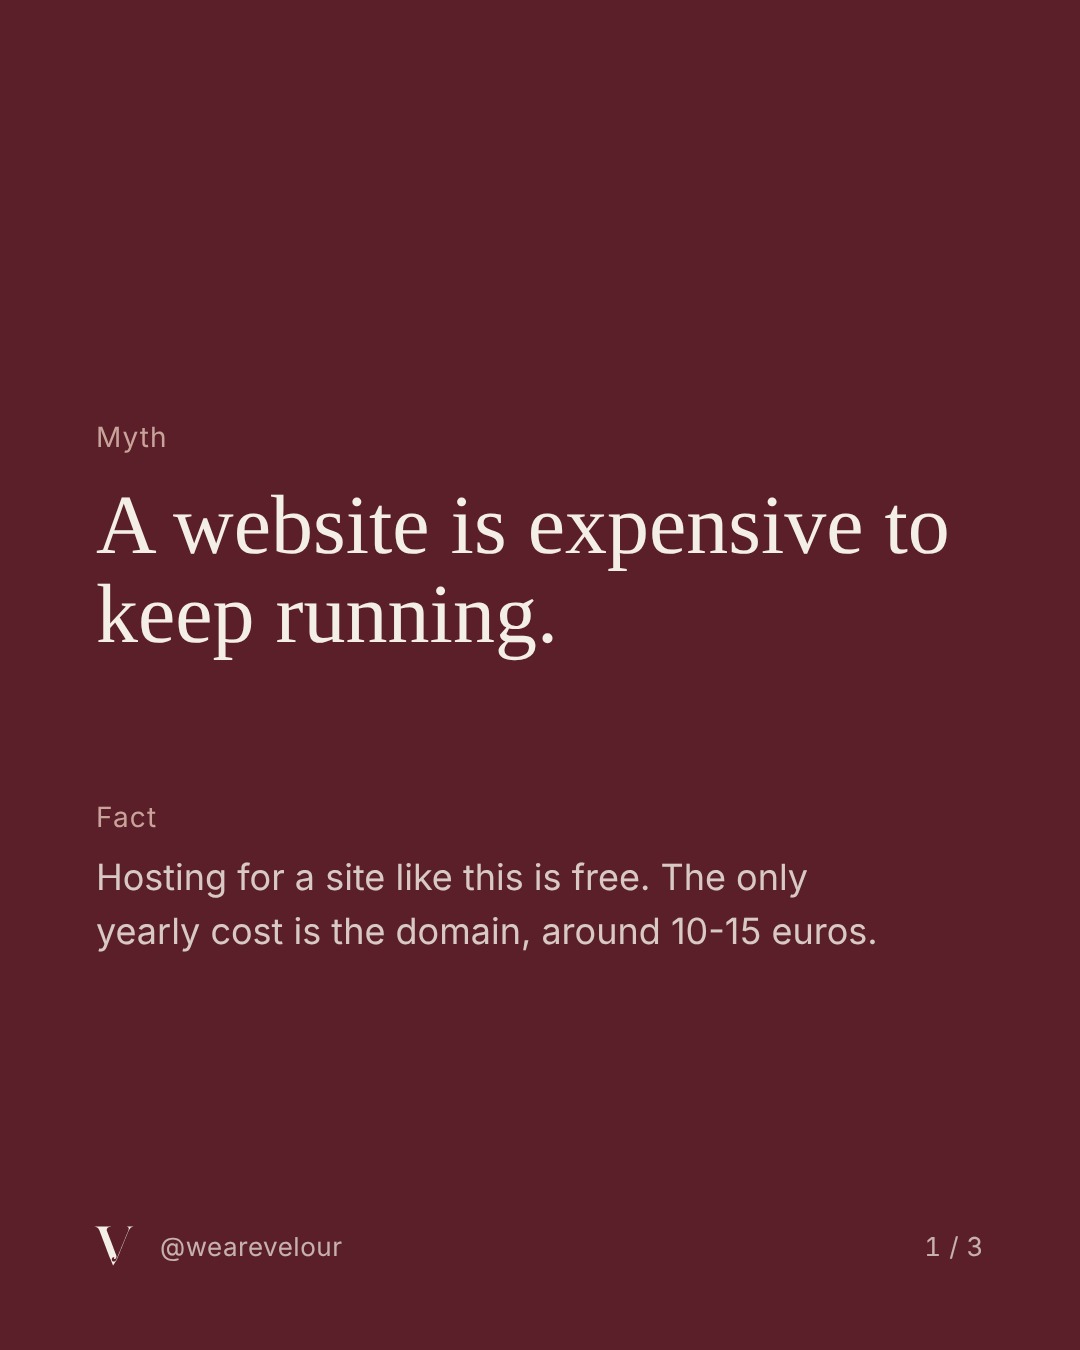 Myth
A website is expensive to
keep running.
Fact
Hosting for a site like this is free. The only
yearly cost is the domain, around 10-15 euros.
V @wearevelour
1 / 3